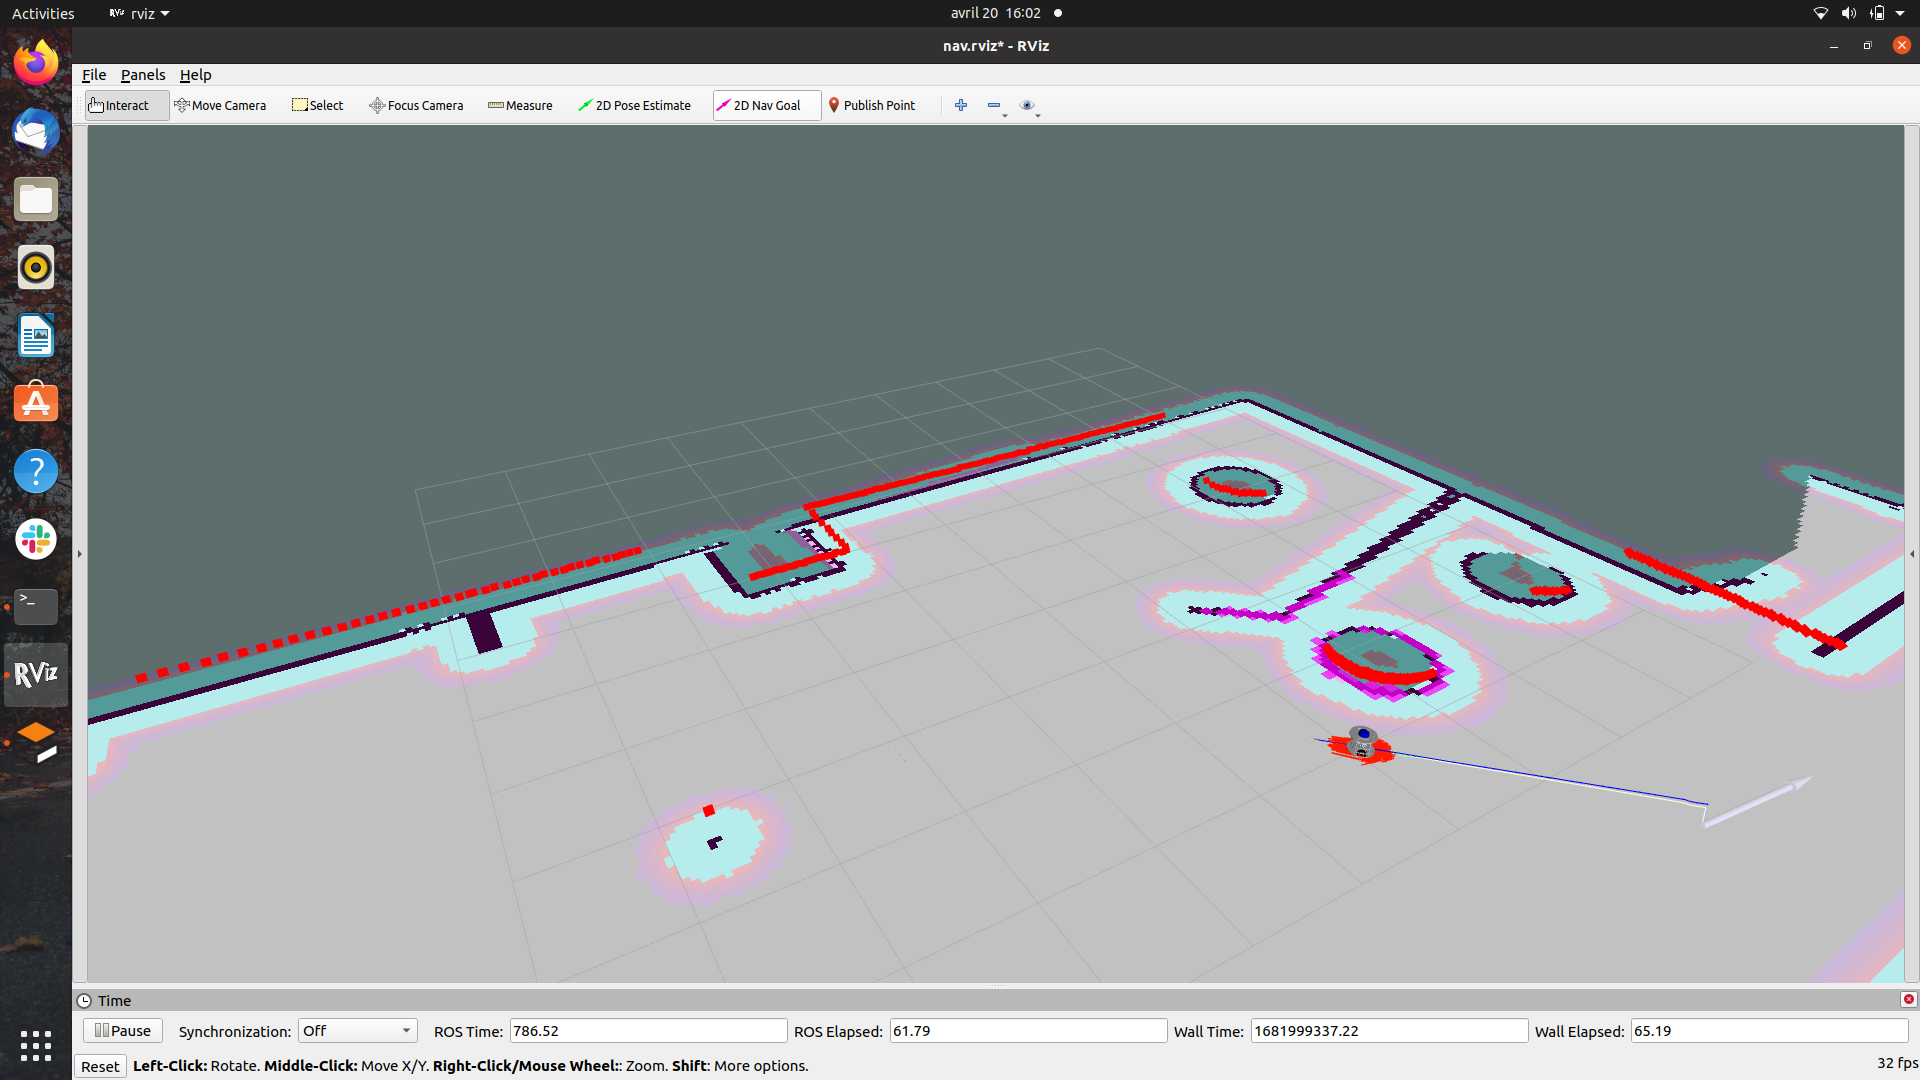 Activities RViz rviz avril 20 16:02
nav.rviz* - RViz
File Panels Help
Interact Move Camera Select Focus Camera Measure 2D Pose Estimate 2D Nav Goal Publish Point
?
>_
RViz
Time
Pause Synchronization: Off ROS Time: 786.52 ROS Elapsed: 61.79 Wall Time: 1681999337.22 Wall Elapsed: 65.19
Reset Left-Click: Rotate. Middle-Click: Move X/Y. Right-Click/Mouse Wheel:: Zoom. Shift: More options. 32 fps